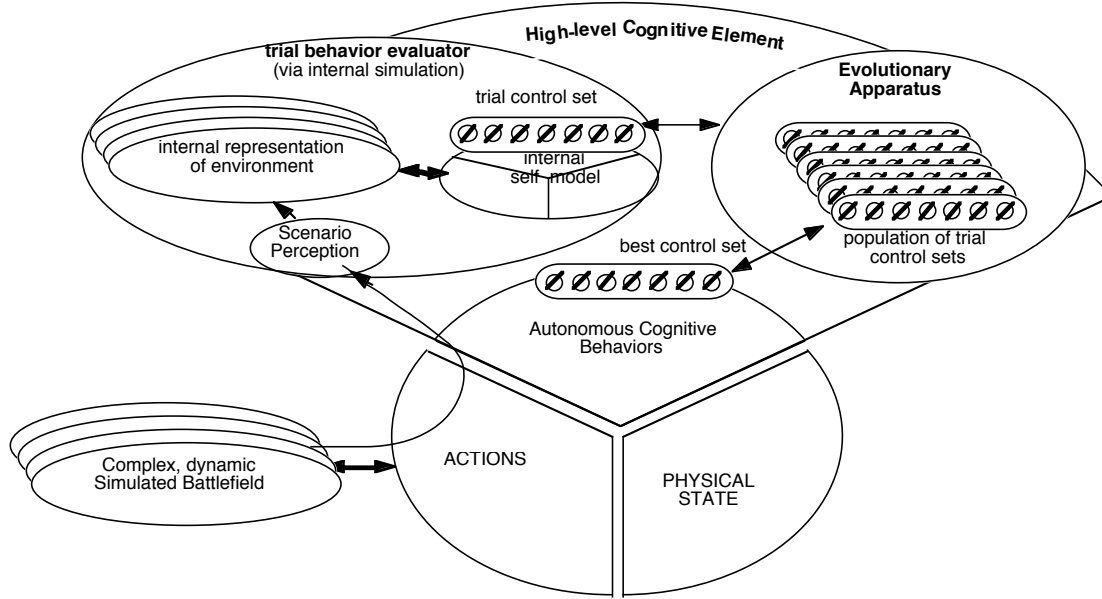 High-level Cognitive Element
trial behavior evaluator
(via internal simulation)
Evolutionary
Apparatus
trial control set
internal representation
of environment
internal
self model
Scenario
Perception
best control set
population of trial
control sets
Autonomous Cognitive
Behaviors
Complex, dynamic
Simulated Battlefield
ACTIONS
PHYSICAL
STATE